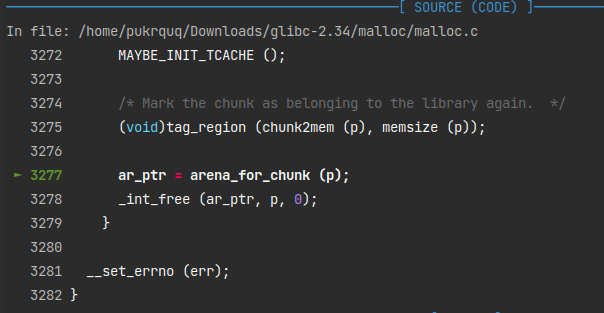 [ SOURCE (CODE) ]
In file: /home/pukrquq/Downloads/glibc-2.34/malloc/malloc.c
3272       MAYBE_INIT_TCACHE ();
3273
3274       /* Mark the chunk as belonging to the library again.  */
3275       (void)tag_region (chunk2mem (p), memsize (p));
3276
► 3277       ar_ptr = arena_for_chunk (p);
3278       _int_free (ar_ptr, p, 0);
3279     }
3280
3281   __set_errno (err);
3282 }